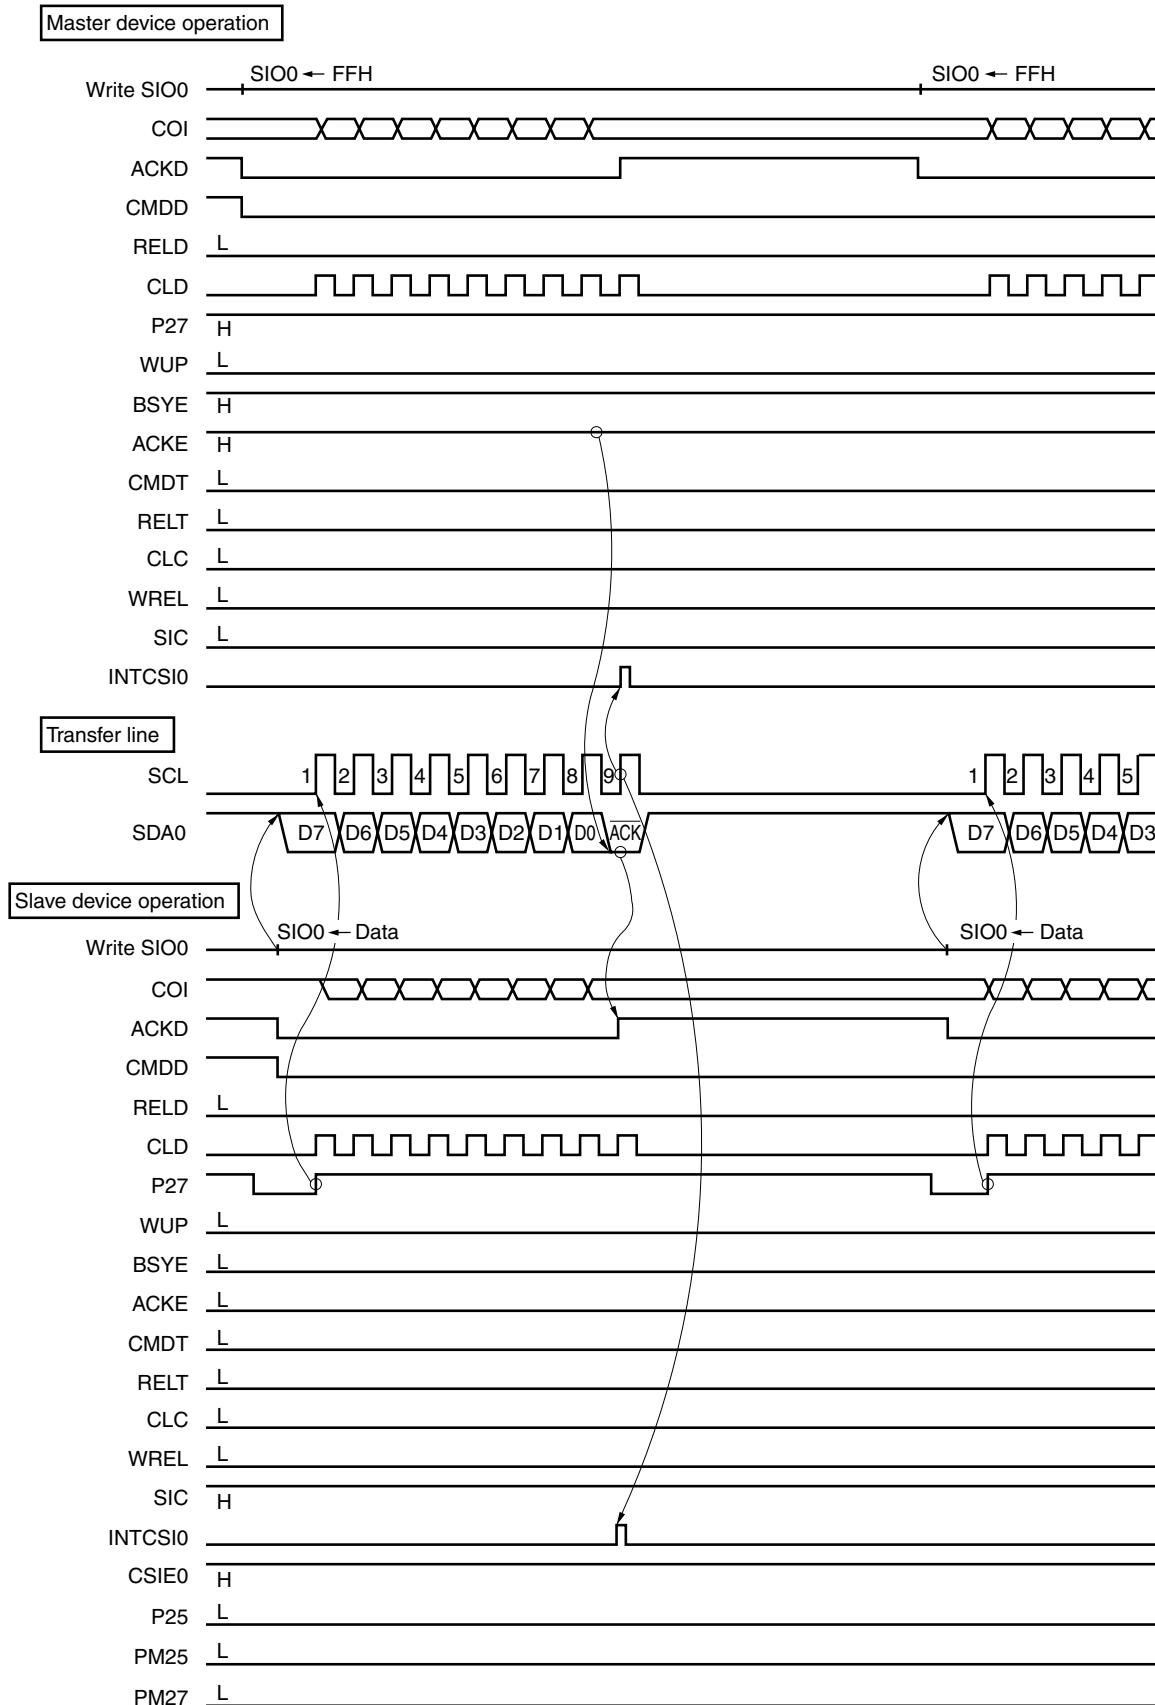 Master device operation
SIO0 ← FFH SIO0 ← FFH
Write SIO0
COI
ACKD
CMDD
RELD L
CLD
P27 H
WUP L
BSYE H
ACKE H
CMDT L
RELT L
CLC L
WREL L
SIC L
INTCSI0
Transfer line
SCL 1 2 3 4 5 6 7 8 9 1 2 3 4 5
SDA0 D7 D6 D5 D4 D3 D2 D1 D0 ACK D7 D6 D5 D4 D3
Slave device operation
SIO0 ← Data SIO0 ← Data
Write SIO0
COI
ACKD
CMDD
RELD L
CLD
P27
WUP L
BSYE L
ACKE L
CMDT L
RELT L
CLC L
WREL L
SIC H
INTCSI0
CSIE0 H
P25 L
PM25 L
PM27 L